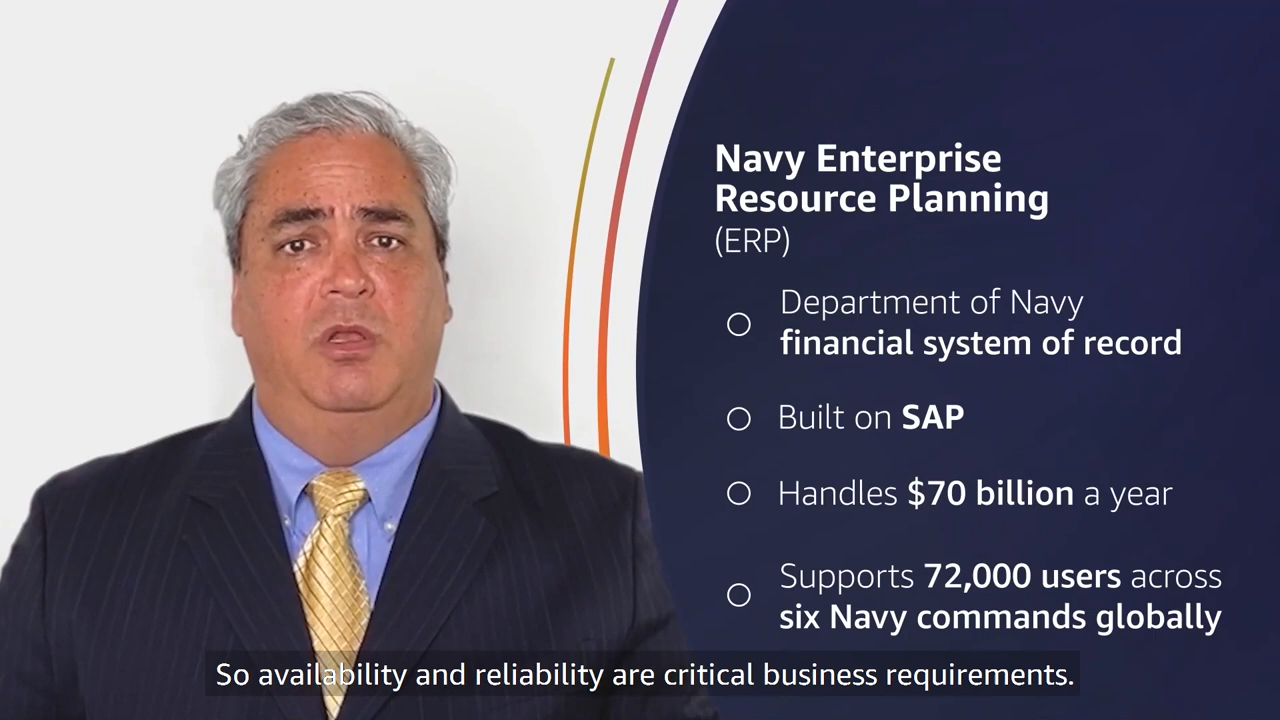 Navy Enterprise
Resource Planning
(ERP)
Department of Navy
financial system of record
Built on SAP
Handles $70 billion a year
Supports 72,000 users across
six Navy commands globally
So availability and reliability are critical business requirements.